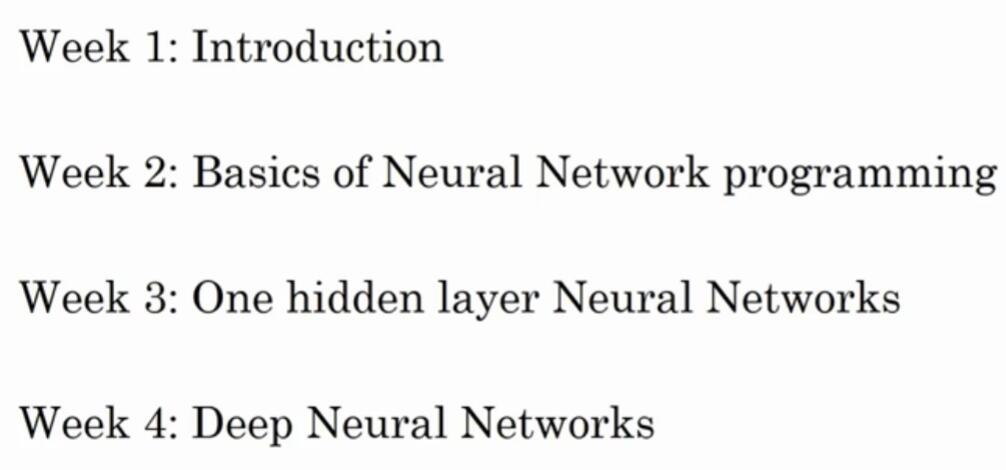 Week 1: Introduction
Week 2: Basics of Neural Network programming
Week 3: One hidden layer Neural Networks
Week 4: Deep Neural Networks